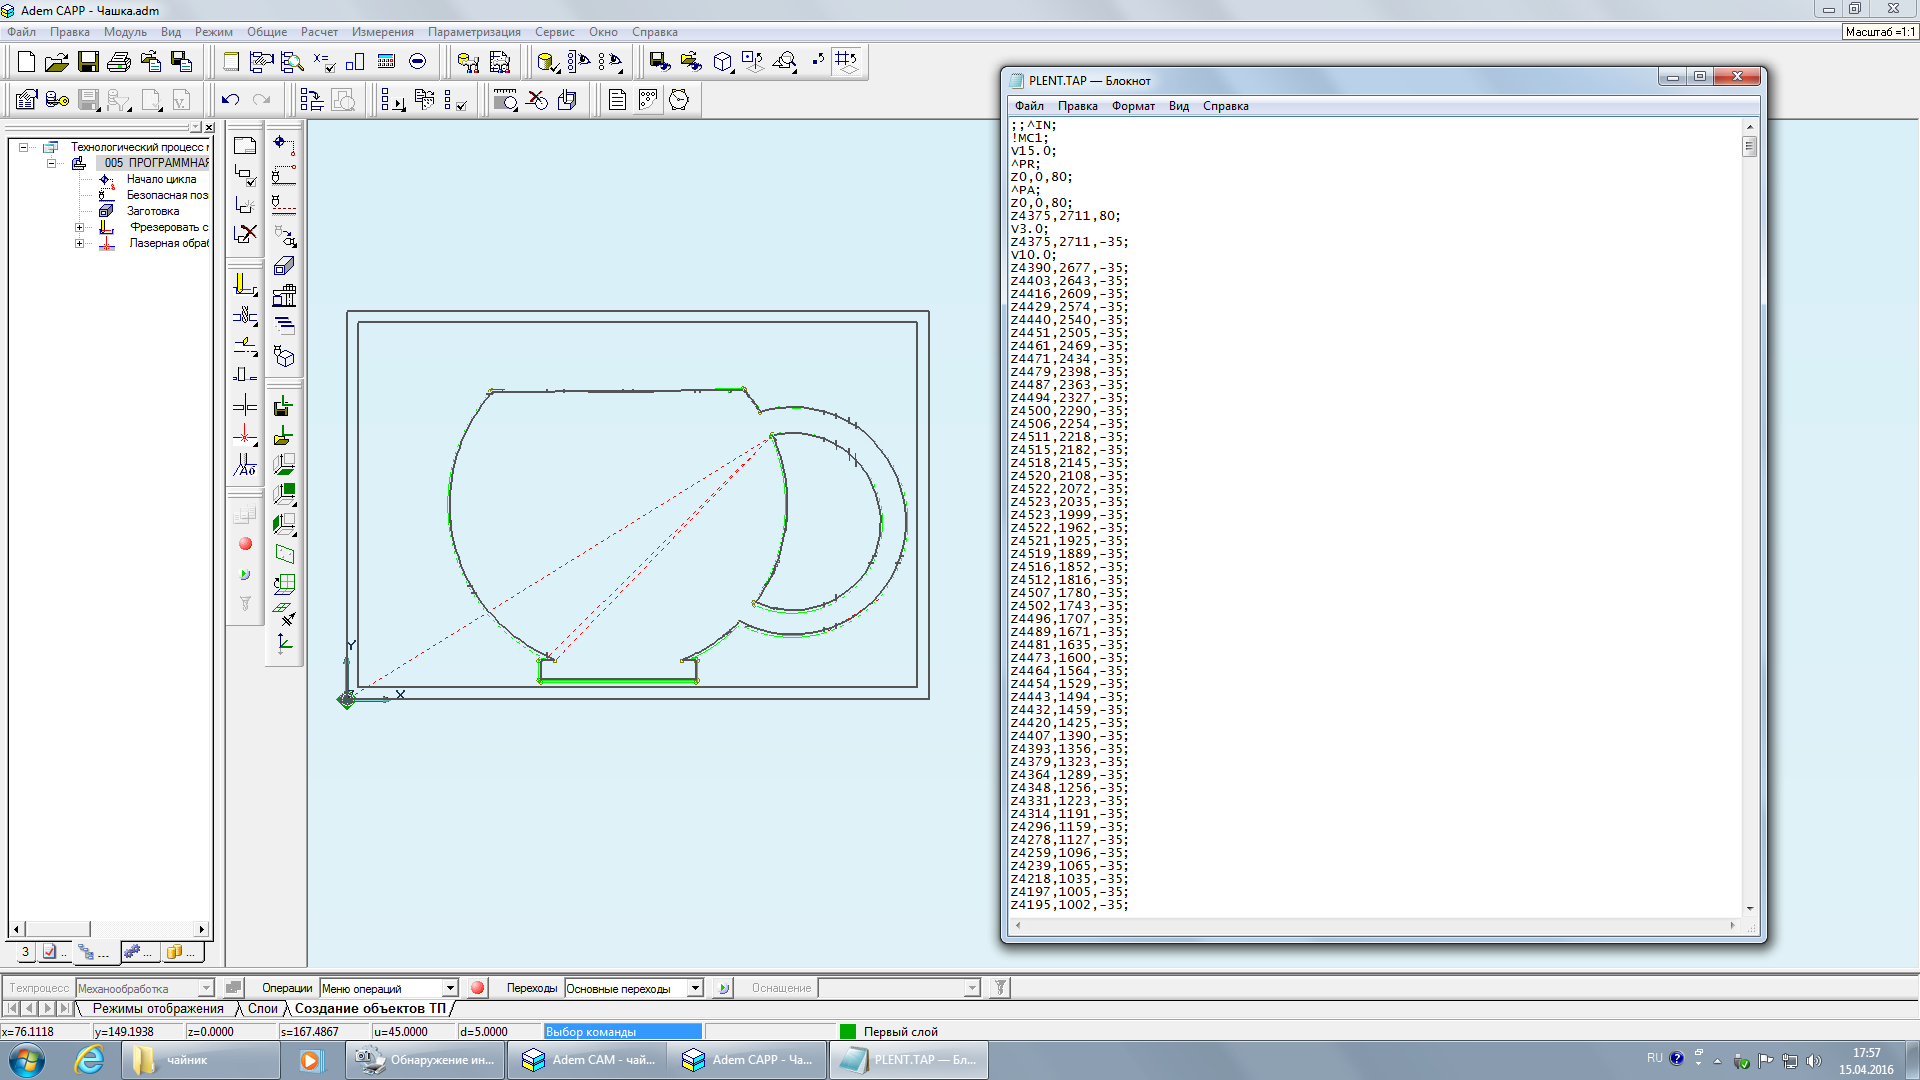 Adem CAPP - Чашка.adm
Файл Правка Модуль Вид Режим Общие Расчет Измерения Параметризация Сервис Окно Справка
Масштаб =1:1
Технологический процесс
005 ПРОГРАММНАЯ
Начало цикла
Безопасная поз
Заготовка
Фрезеровать с
Лазерная обра
Y
X
PLENT.TAP — Блокнот
Файл Правка Формат Вид Справка
;;^IN;
!MC1;
V15.0;
^PR;
Z0,0,80;
^PA;
Z0,0,80;
Z4375,2711,80;
V3.0;
Z4375,2711,-35;
V10.0;
Z4390,2677,-35;
Z4403,2643,-35;
Z4416,2609,-35;
Z4429,2574,-35;
Z4440,2540,-35;
Z4451,2505,-35;
Z4461,2469,-35;
Z4471,2434,-35;
Z4479,2398,-35;
Z4487,2363,-35;
Z4494,2327,-35;
Z4500,2290,-35;
Z4506,2254,-35;
Z4511,2218,-35;
Z4515,2182,-35;
Z4518,2145,-35;
Z4520,2108,-35;
Z4522,2072,-35;
Z4523,2035,-35;
Z4523,1999,-35;
Z4522,1962,-35;
Z4521,1925,-35;
Z4519,1889,-35;
Z4516,1852,-35;
Z4512,1816,-35;
Z4507,1780,-35;
Z4502,1743,-35;
Z4496,1707,-35;
Z4489,1671,-35;
Z4481,1635,-35;
Z4473,1600,-35;
Z4464,1564,-35;
Z4454,1529,-35;
Z4443,1494,-35;
Z4432,1459,-35;
Z4420,1425,-35;
Z4407,1390,-35;
Z4393,1356,-35;
Z4379,1323,-35;
Z4364,1289,-35;
Z4348,1256,-35;
Z4331,1223,-35;
Z4314,1191,-35;
Z4296,1159,-35;
Z4278,1127,-35;
Z4259,1096,-35;
Z4239,1065,-35;
Z4218,1035,-35;
Z4197,1005,-35;
Z4195,1002,-35;
3 .. ... ... ...
Техпроцесс Механообработка Операции Меню операций Переходы Основные переходы Оснащение
Режимы отображения Слои Создание объектов ТП
x=76.1118 y=149.1938 z=0.0000 s=167.4867 u=45.0000 d=5.0000 Выбор команды Первый слой
чайник Обнаружение ин... Adem CAM - чай... Adem CAPP - Ча... PLENT.TAP — Бл... RU 17:57
15.04.2016